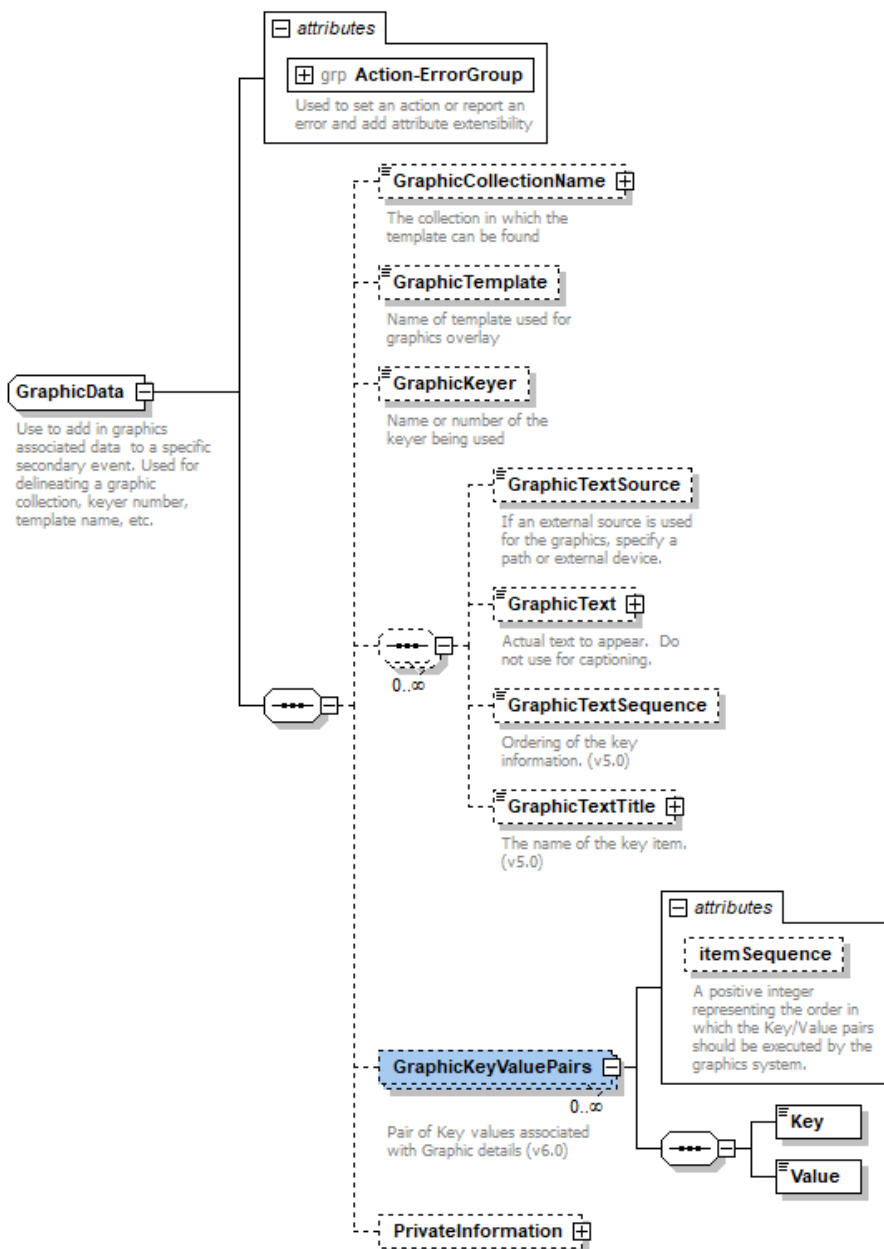 attributes
grp Action-ErrorGroup
Used to set an action or report an
error and add attribute extensibility
GraphicCollectionName
The collection in which the
template can be found
GraphicTemplate
Name of template used for
graphics overlay
GraphicKeyer
Name or number of the
keyer being used
GraphicData
Use to add in graphics
associated data  to a specific
secondary event. Used for
delineating a graphic
collection, keyer number,
template name, etc.
GraphicTextSource
If an external source is used
for the graphics, specify a
path or external device.
GraphicText
Actual text to appear.  Do
not use for captioning.
0..∞
GraphicTextSequence
Ordering of the key
information. (v5.0)
GraphicTextTitle
The name of the key item.
(v5.0)
attributes
itemSequence
A positive integer
representing the order in
which the Key/Value pairs
should be executed by the
graphics system.
GraphicKeyValuePairs
0..∞
Pair of Key values associated
with Graphic details (v6.0)
Key
Value
PrivateInformation